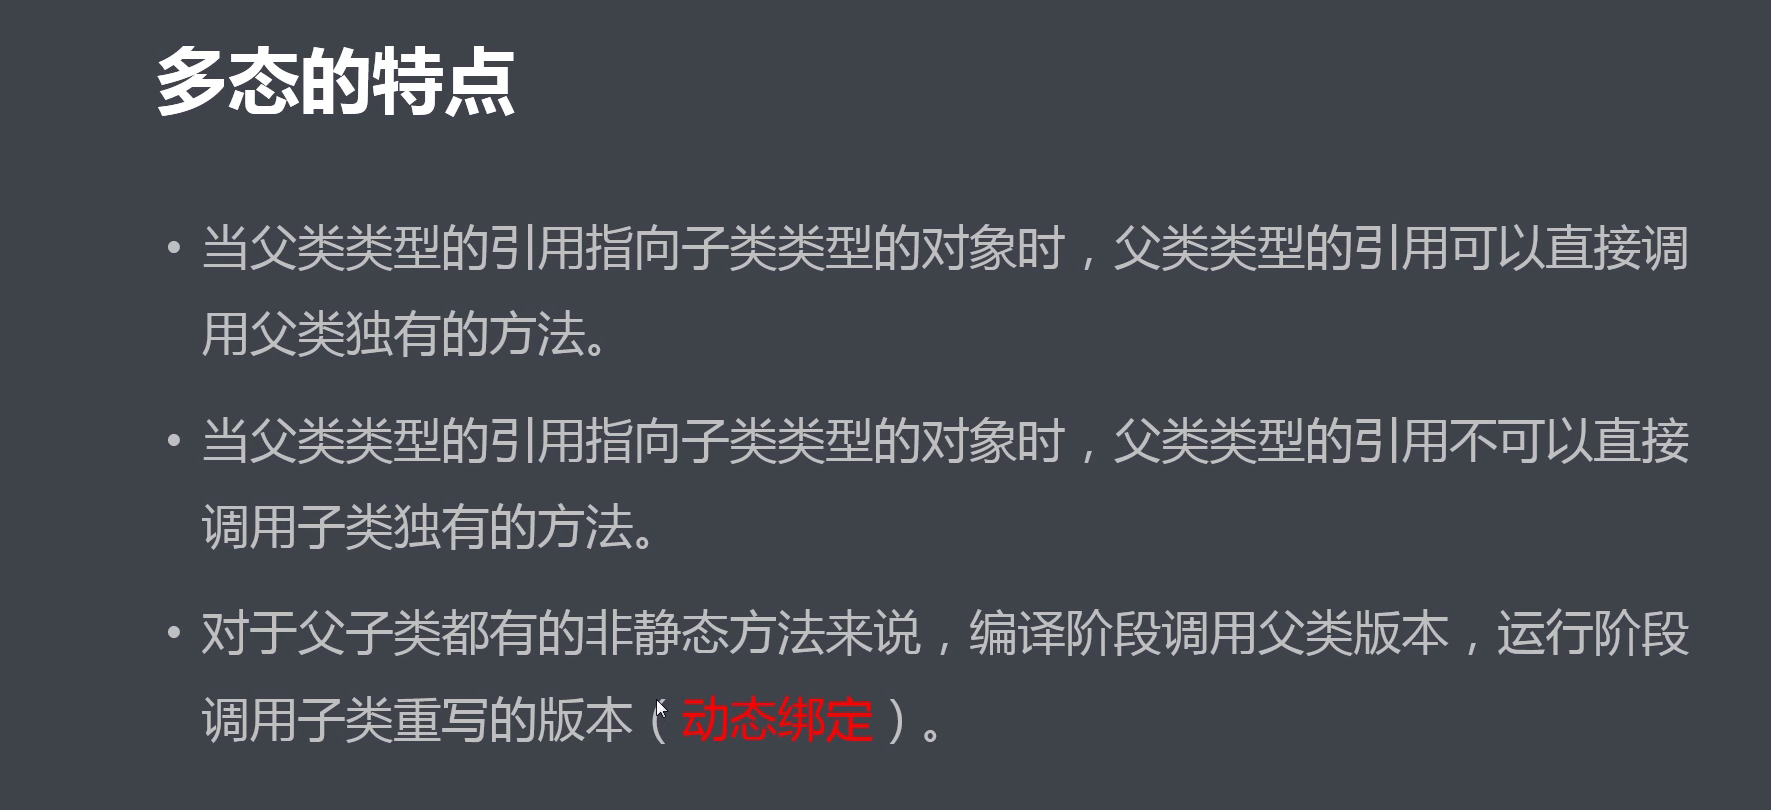 多态的特点
• 当父类类型的引用指向子类类型的对象时，父类类型的引用可以直接调
用父类独有的方法。
• 当父类类型的引用指向子类类型的对象时，父类类型的引用不可以直接
调用子类独有的方法。
• 对于父子类都有的非静态方法来说，编译阶段调用父类版本，运行阶段
调用子类重写的版本（动态绑定）。